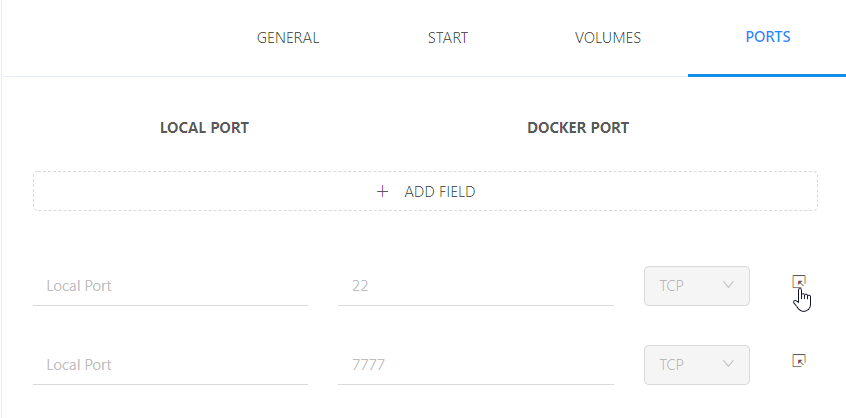 GENERAL START VOLUMES PORTS
LOCAL PORT DOCKER PORT
+ ADD FIELD
Local Port 22 TCP
Local Port 7777 TCP